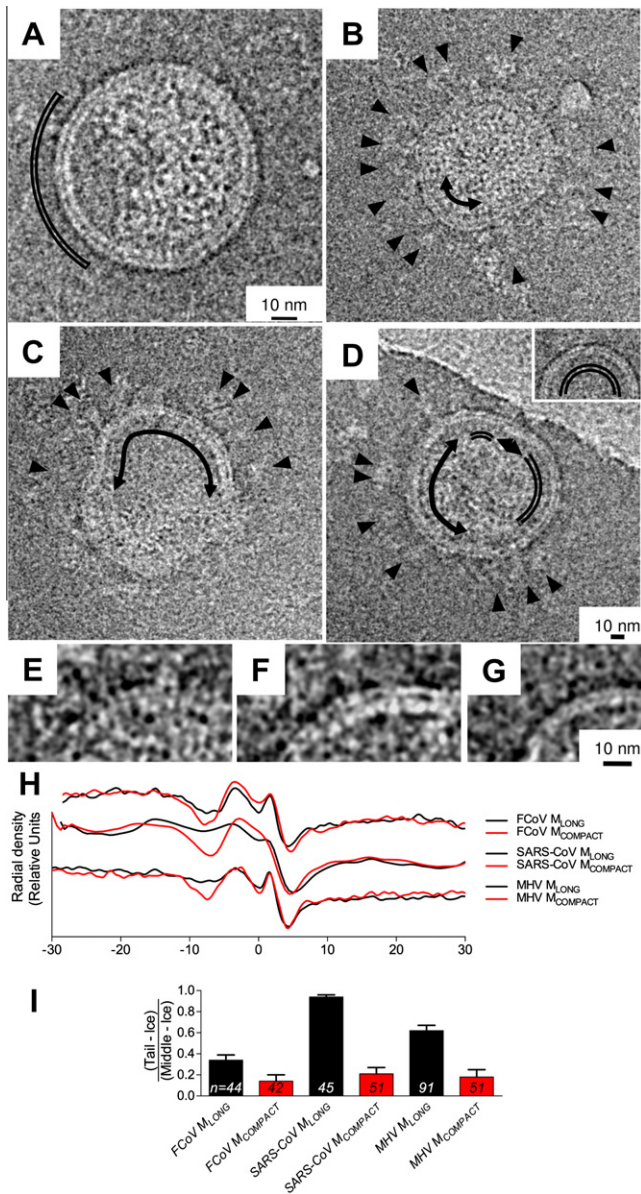 A
B
10 nm
C
D
10 nm
E
F
G
10 nm
H
Radial density
(Relative Units)
FCoV MLONG
FCoV MCOMPACT
SARS-CoV MLONG
SARS-CoV MCOMPACT
MHV MLONG
MHV MCOMPACT
-30 -20 -10 0 10 20 30
I
(Tail - Ice)
(Middle - Ice)
1.0
0.8
0.6
0.4
0.2
0.0
n=44 42 45 51 91 51
FCoV MLONG
FCoV MCOMPACT
SARS-CoV MLONG
SARS-CoV MCOMPACT
MHV MLONG
MHV MCOMPACT